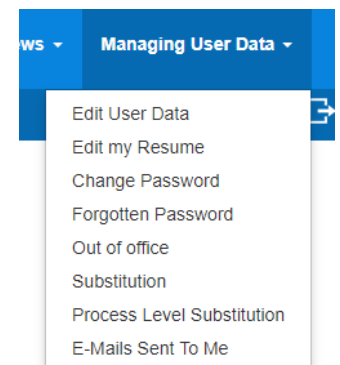 ws Managing User Data
Edit User Data
Edit my Resume
Change Password
Forgotten Password
Out of office
Substitution
Process Level Substitution
E-Mails Sent To Me